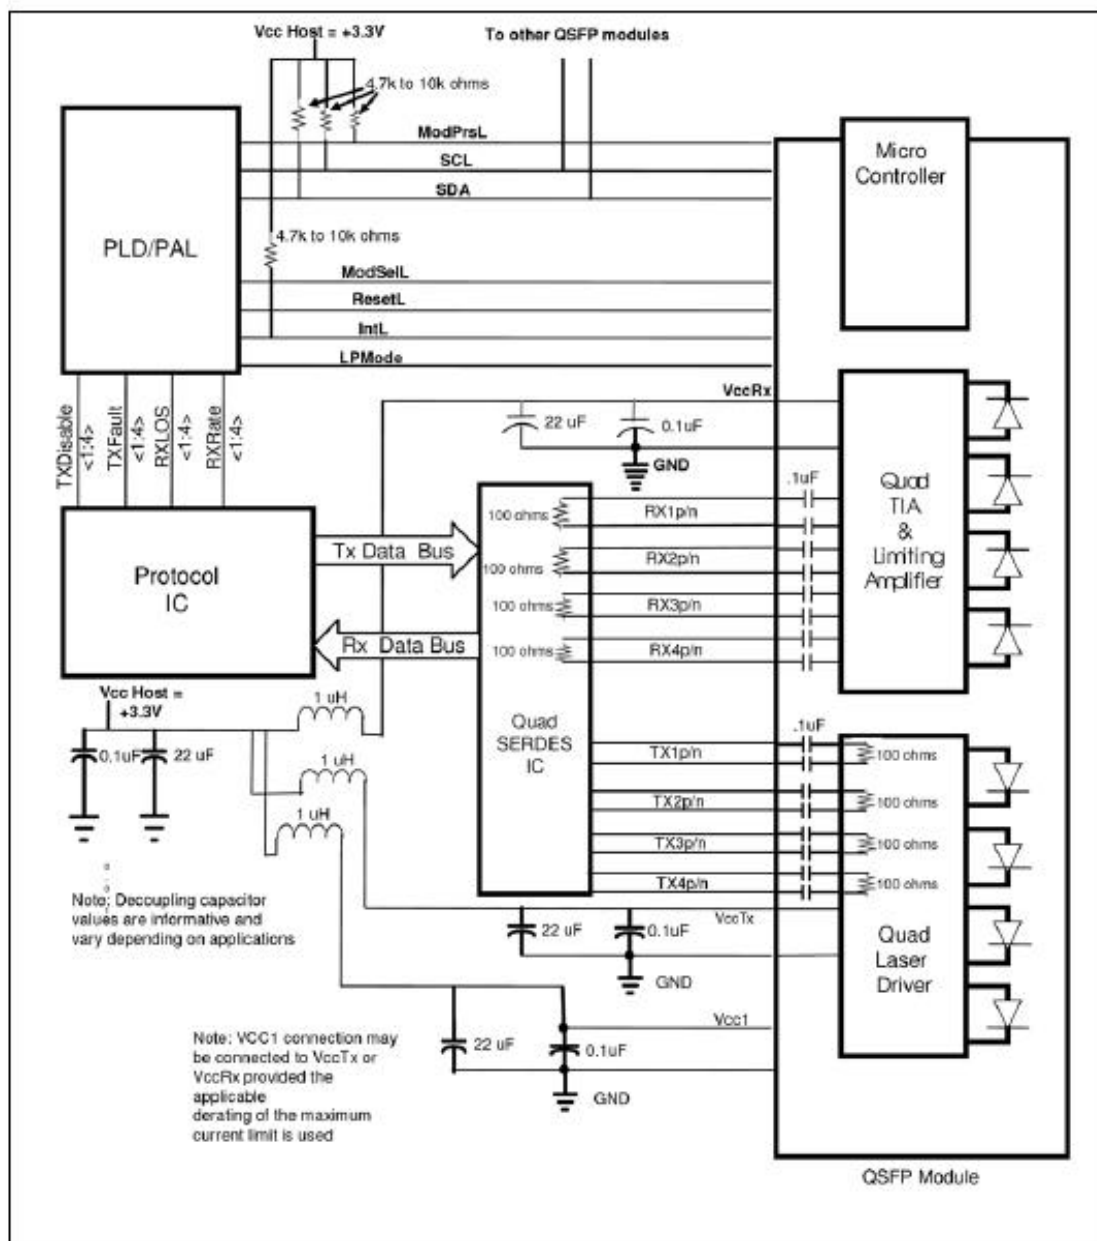 Vcc Host = +3.3V
To other QSFP modules
4.7k to 10k ohms
ModPrsL
SCL
SDA
Micro
Controller
PLD/PAL
4.7k to 10k ohms
ModSelL
ResetL
IntL
LPMode
TXDisable
<1:4>
TXFault
<1:4>
RXLOS
<1:4>
RXRate
<1:4>
VccRx
22 uF
0.1uF
GND
.1uF
Quad
TIA
&
Limiting
Amplifier
100 ohms
RX1p/n
100 ohms
RX2p/n
100 ohms
RX3p/n
100 ohms
RX4p/n
Tx Data Bus
Protocol
IC
Rx Data Bus
Vcc Host =
+3.3V
1 uH
0.1uF
22 uF
1 uH
1 uH
Quad
SERDES
IC
.1uF
TX1p/n
100 ohms
TX2p/n
100 ohms
TX3p/n
100 ohms
TX4p/n
100 ohms
Note: Decoupling capacitor
values are informative and
vary depending on applications
VccTx
22 uF
0.1uF
GND
Quad
Laser
Driver
Vcc1
22 uF
0.1uF
GND
Note: VCC1 connection may
be connected to VccTx or
VccRx provided the
applicable
derating of the maximum
current limit is used
QSFP Module